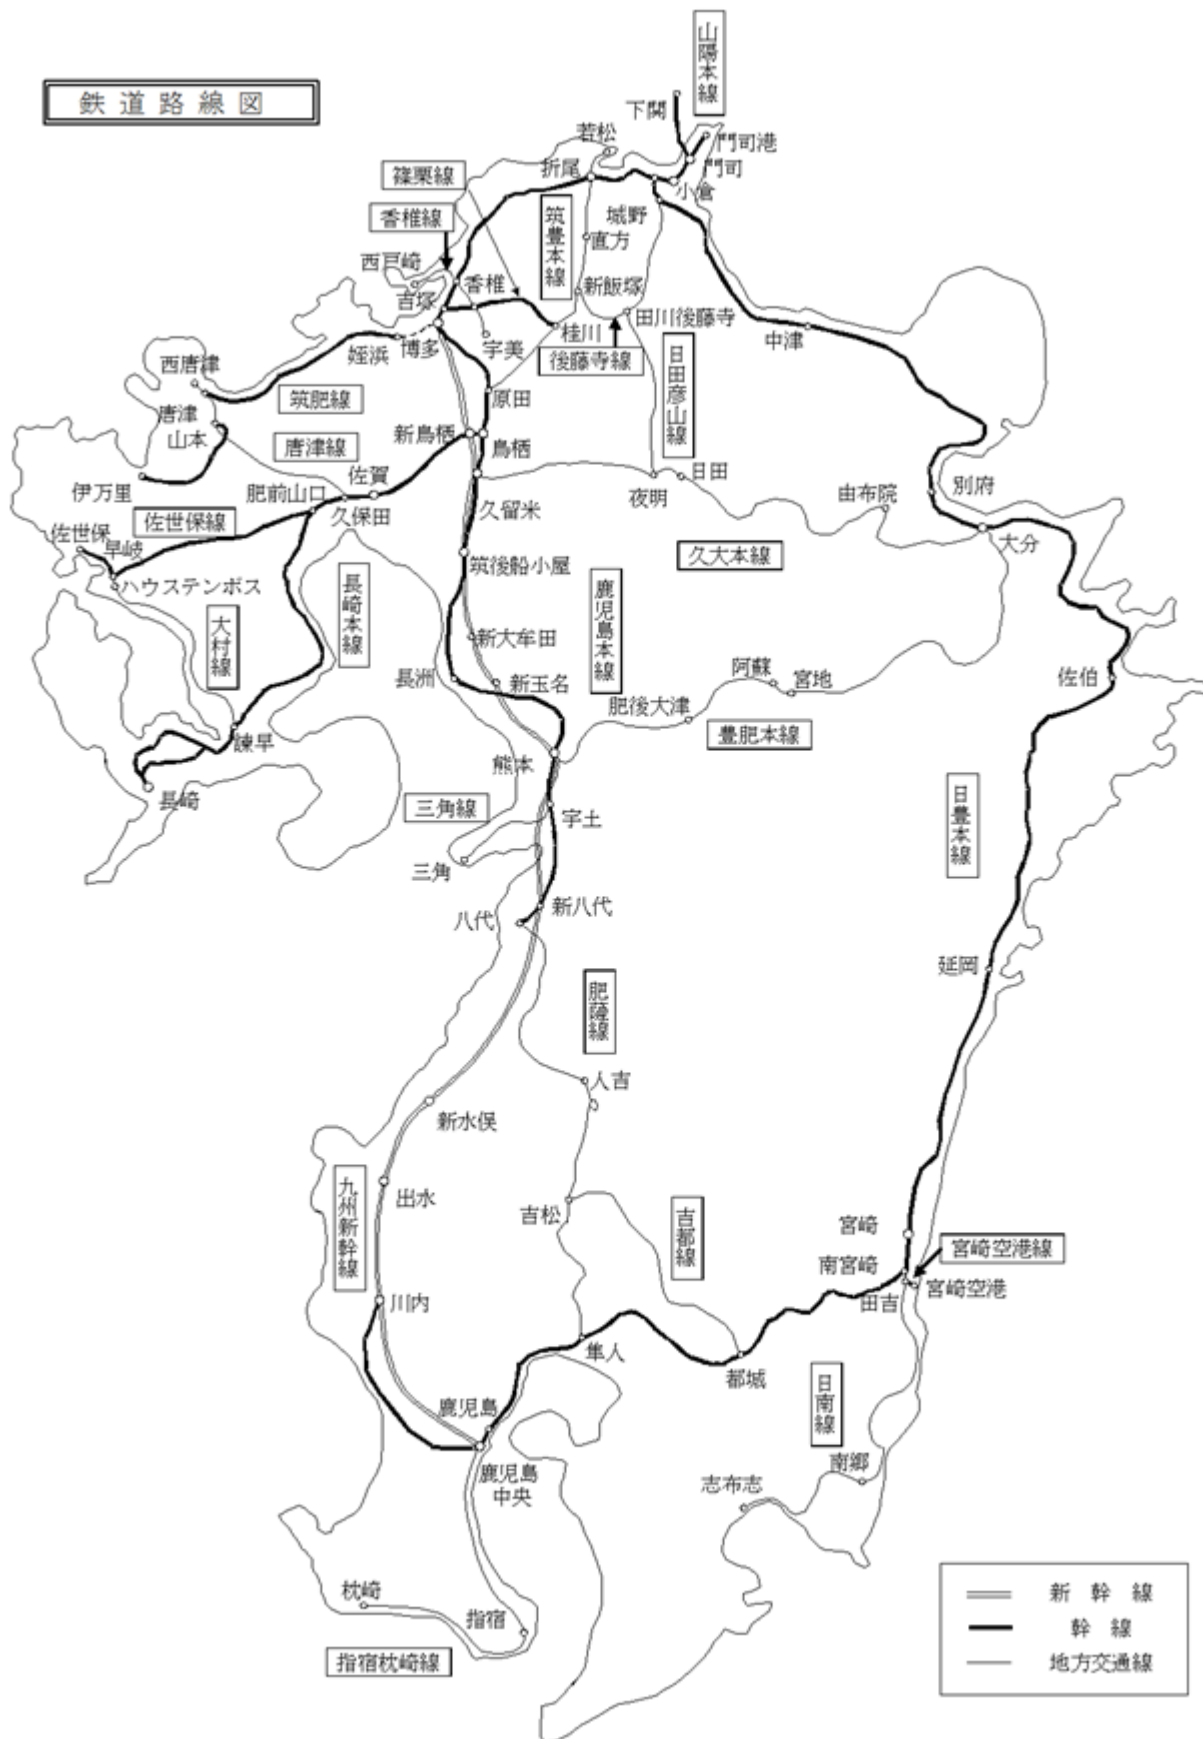 鉄道路線図
山陽本線
下関
門司港
門司
小倉
若松
折尾
篠栗線
香椎線
筑豊本線
城野
直方
西戸崎
香椎
新飯塚
吉塚
田川後藤寺
桂川
博多
宇美
後藤寺線
中津
姪浜
西唐津
筑肥線
原田
日田彦山線
唐津
山本
唐津線
新鳥栖
鳥栖
佐賀
伊万里
肥前山口
久保田
久留米
夜明
日田
由布院
別府
佐世保線
佐世保
早岐
大分
久大本線
筑後船小屋
ハウステンボス
長崎本線
大村線
鹿児島本線
新大牟田
長洲
新玉名
阿蘇
宮地
佐伯
肥後大津
豊肥本線
諫早
熊本
長崎
三角線
宇土
日豊本線
三角
新八代
八代
延岡
肥薩線
人吉
新水俣
九州新幹線
出水
吉松
吉都線
宮崎
宮崎空港線
南宮崎
田吉
宮崎空港
川内
隼人
都城
日南線
鹿児島
鹿児島
中央
南郷
志布志
枕崎
指宿
指宿枕崎線
新幹線
幹線
地方交通線